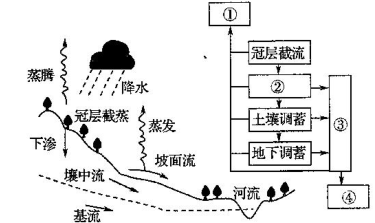 ①
蒸腾
降水
冠层截流
冠层截蒸
②
蒸发
土壤调蓄
③
下渗
坡面流
地下调蓄
壤中流
河流
④
基流